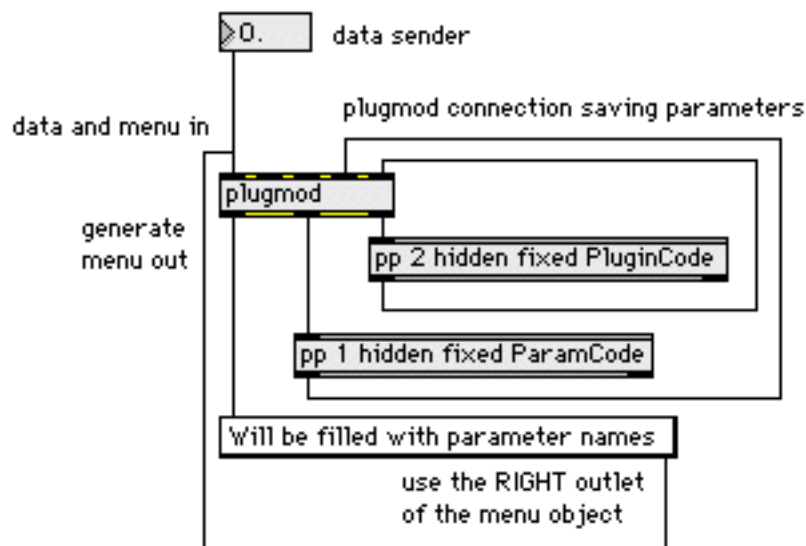 0.
data sender
plugmod connection saving parameters
data and menu in
plugmod
generate
menu out
pp 2 hidden fixed PluginCode
pp 1 hidden fixed ParamCode
Will be filled with parameter names
use the RIGHT outlet
of the menu object